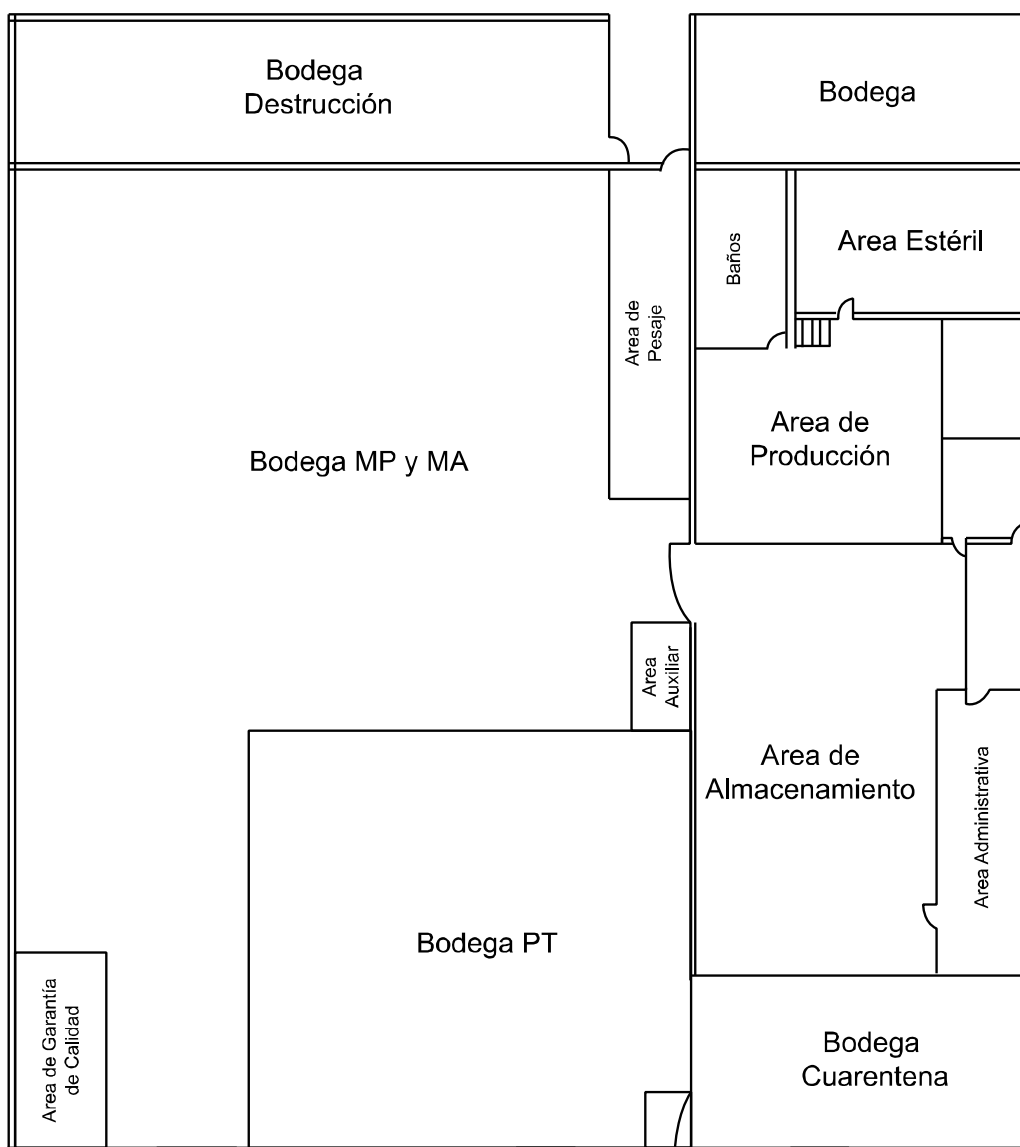 Bodega
Destrucción
Bodega
Baños
Area Estéril
Area de
Pesaje
Area de
Producción
Bodega MP y MA
Area
Auxiliar
Area de
Almacenamiento
Area Administrativa
Bodega PT
Area de Garantía
de Calidad
Bodega
Cuarentena